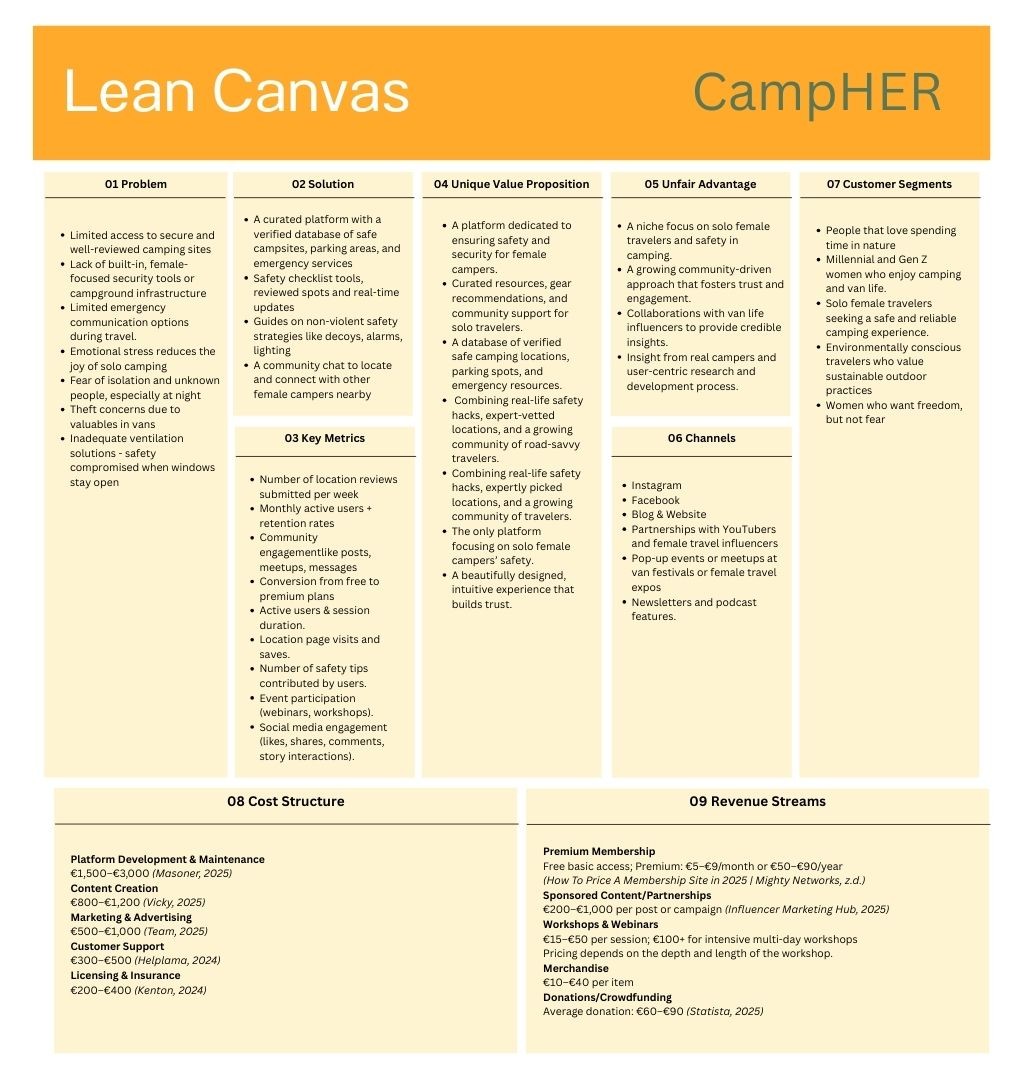 Lean Canvas
CampHER
01 Problem
• Limited access to secure and
well-reviewed camping sites
• Lack of built-in, female-
focused security tools or
campground infrastructure
• Limited emergency
communication options
during travel.
• Emotional stress reduces the
joy of solo camping
• Fear of isolation and unknown
people, especially at night
• Theft concerns due to
valuables in vans
• Inadequate ventilation
solutions - safety
compromised when windows
stay open
02 Solution
• A curated platform with a
verified database of safe
campsites, parking areas, and
emergency services
• Safety checklist tools,
reviewed spots and real-time
updates
• Guides on non-violent safety
strategies like decoys, alarms,
lighting
• A community chat to locate
and connect with other
female campers nearby
03 Key Metrics
• Number of location reviews
submitted per week
• Monthly active users +
retention rates
• Community
engagementlike posts,
meetups, messages
• Conversion from free to
premium plans
• Active users & session
duration.
• Location page visits and
saves.
• Number of safety tips
contributed by users.
• Event participation
(webinars, workshops).
• Social media engagement
(likes, shares, comments,
story interactions).
04 Unique Value Proposition
• A platform dedicated to
ensuring safety and
security for female
campers.
• Curated resources, gear
recommendations, and
community support for
solo travelers.
• A database of verified
safe camping locations,
parking spots, and
emergency resources.
• Combining real-life safety
hacks, expert-vetted
locations, and a growing
community of road-savvy
travelers.
• Combining real-life safety
hacks, expertly picked
locations, and a growing
community of travelers.
• The only platform
focusing on solo female
campers' safety.
• A beautifully designed,
intuitive experience that
builds trust.
05 Unfair Advantage
• A niche focus on solo female
travelers and safety in
camping.
• A growing community-driven
approach that fosters trust and
engagement.
• Collaborations with van life
influencers to provide credible
insights.
• Insight from real campers and
user-centric research and
development process.
06 Channels
• Instagram
• Facebook
• Blog & Website
• Partnerships with YouTubers
and female travel influencers
• Pop-up events or meetups at
van festivals or female travel
expos
• Newsletters and podcast
features.
07 Customer Segments
• People that love spending
time in nature
• Millennial and Gen Z
women who enjoy camping
and van life.
• Solo female travelers
seeking a safe and reliable
camping experience.
• Environmentally conscious
travelers who value
sustainable outdoor
practices
• Women who want freedom,
but not fear
08 Cost Structure
Platform Development & Maintenance
€1,500–€3,000 (Masoner, 2025)
Content Creation
€800–€1,200 (Vicky, 2025)
Marketing & Advertising
€500–€1,000 (Team, 2025)
Customer Support
€300–€500 (Helplama, 2024)
Licensing & Insurance
€200–€400 (Kenton, 2024)
09 Revenue Streams
Premium Membership
Free basic access; Premium: €5–€9/month or €50–€90/year
(How To Price A Membership Site in 2025 | Mighty Networks, z.d.)
Sponsored Content/Partnerships
€200–€1,000 per post or campaign (Influencer Marketing Hub, 2025)
Workshops & Webinars
€15–€50 per session; €100+ for intensive multi-day workshops
Pricing depends on the depth and length of the workshop.
Merchandise
€10–€40 per item
Donations/Crowdfunding
Average donation: €60–€90 (Statista, 2025)